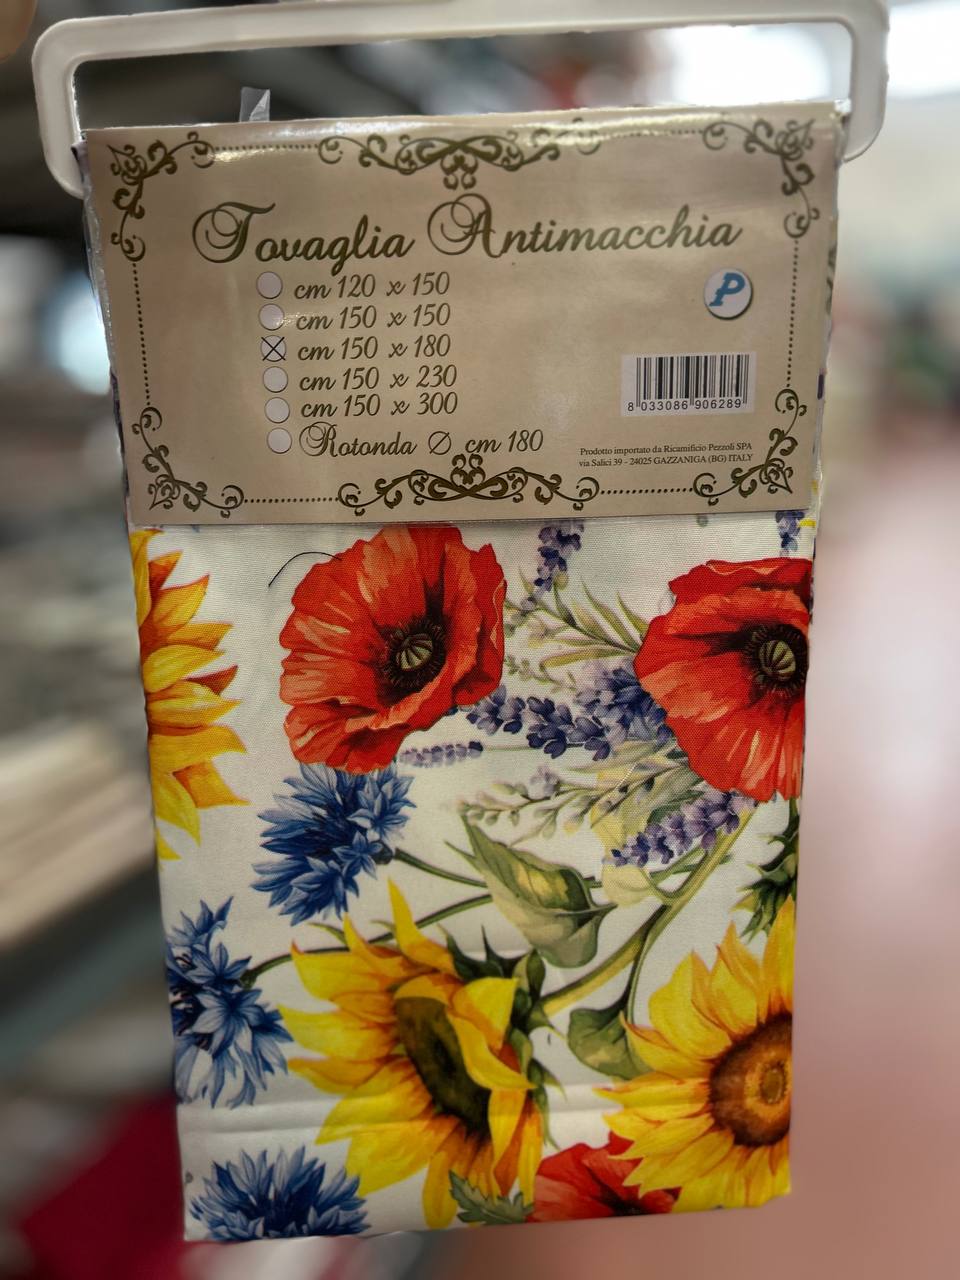 Tovaglia Antimacchia
cm 120 x 150
cm 150 x 150
cm 150 x 180
cm 150 x 230
cm 150 x 300
Rotonda ∅ cm 180
P
8 033086 906289
Prodotto importato da Ricamificio Pezzoli SPA
via Salici 39 - 24025 GAZZANIGA (BG) ITALY